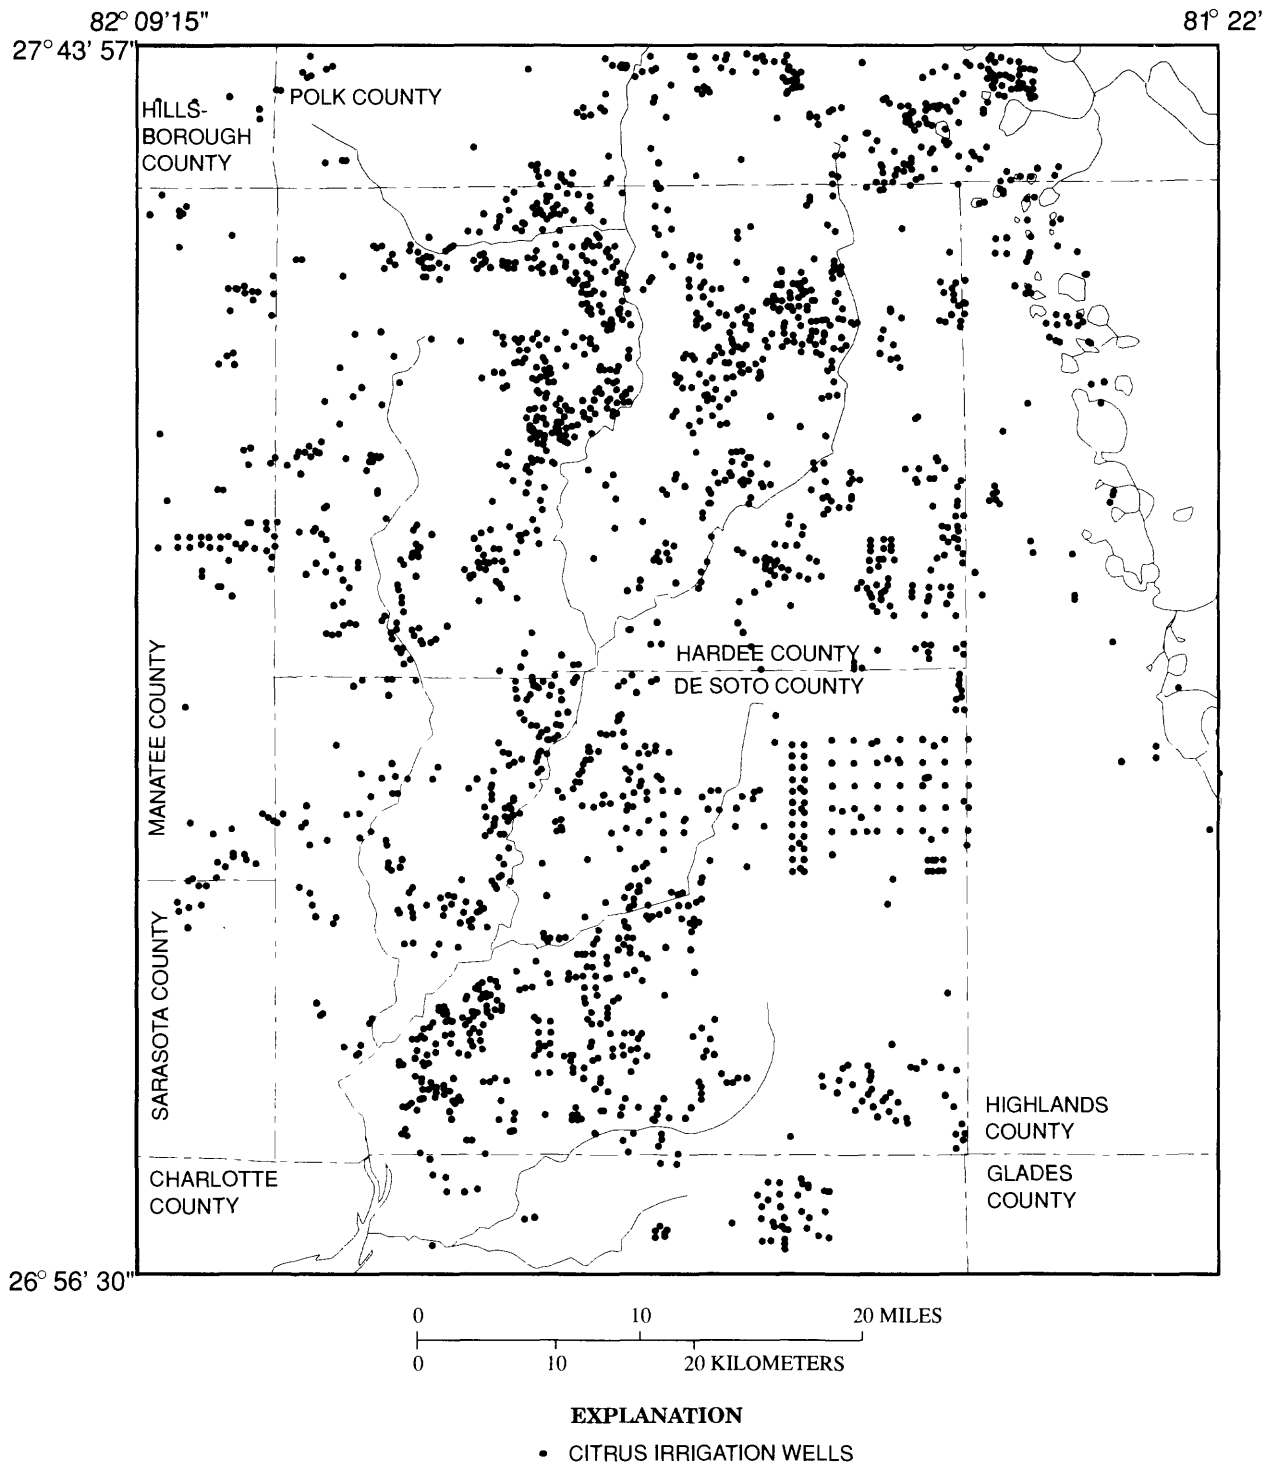 82° 09'15"
81° 22'
27° 43' 57"
HILLS-
BOROUGH
COUNTY
POLK COUNTY
MANATEE COUNTY
HARDEE COUNTY
DE SOTO COUNTY
SARASOTA COUNTY
HIGHLANDS
COUNTY
CHARLOTTE
COUNTY
GLADES
COUNTY
26° 56' 30"
0 10 20 MILES
0 10 20 KILOMETERS
EXPLANATION
• CITRUS IRRIGATION WELLS